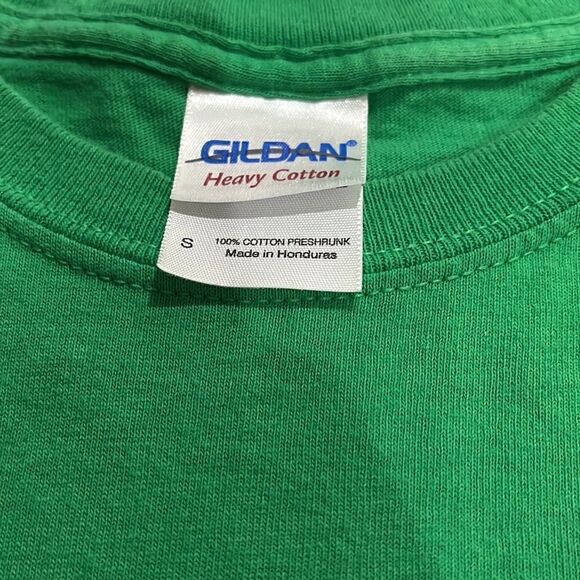 GILDAN®
Heavy Cotton
S 100% COTTON PRESHRUNK
Made in Honduras